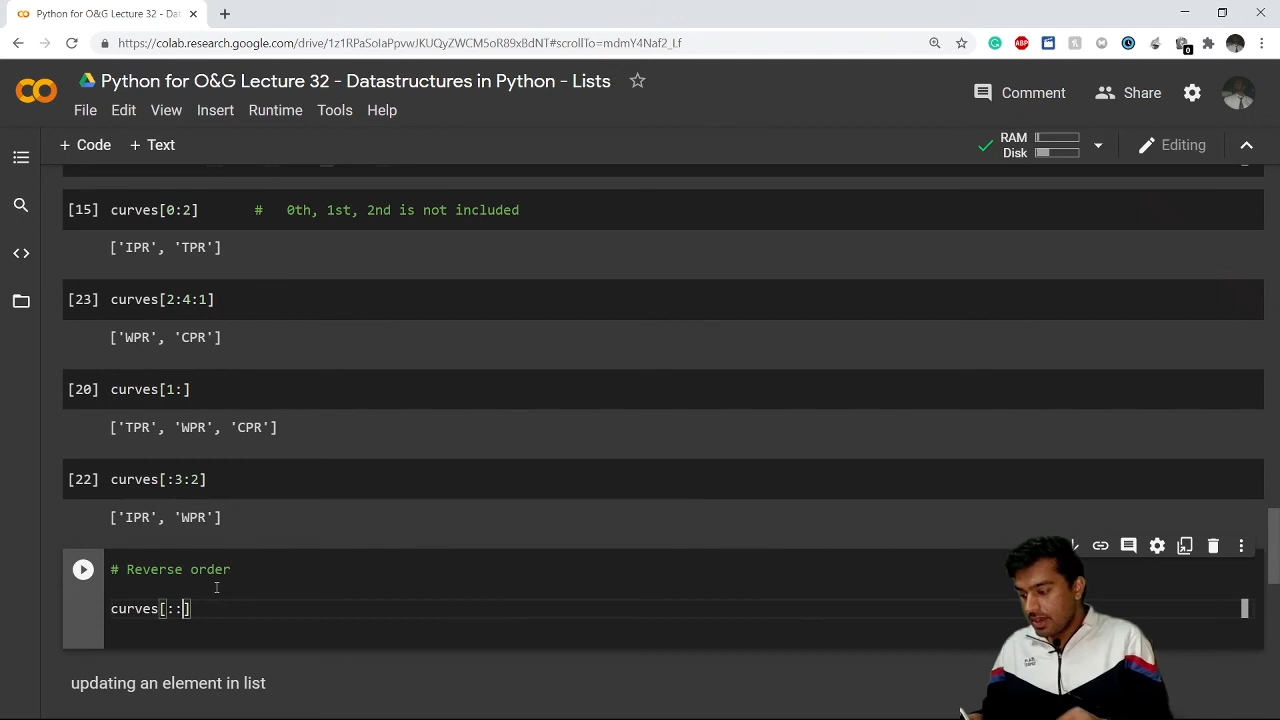 Python for O&G Lecture 32 - Dat
https://colab.research.google.com/drive/1z1RPaSolaPpvwJKUQyZWCM5oR89xBdNT#scrollTo=mdmY4Naf2_Lf
ABP
0
Python for O&G Lecture 32 - Datastructures in Python - Lists
Comment Share
File Edit View Insert Runtime Tools Help
+ Code + Text
RAM
Disk
Editing
[15] curves[0:2] # 0th, 1st, 2nd is not included
['IPR', 'TPR']
[23] curves[2:4:1]
['WPR', 'CPR']
[20] curves[1:]
['TPR', 'WPR', 'CPR']
[22] curves[:3:2]
['IPR', 'WPR']
# Reverse order
curves[::]
updating an element in list